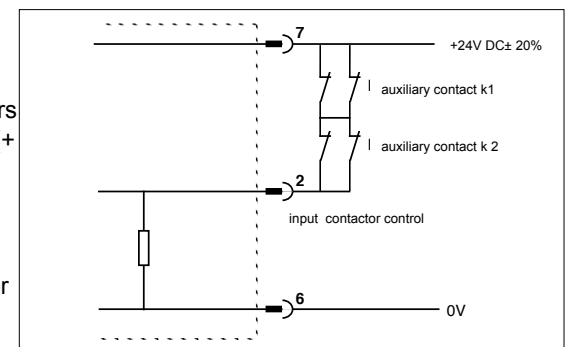 7
+24V DC± 20%
auxiliary contact k1
rs
+
auxiliary contact k 2
2
input contactor control
r
6
0V